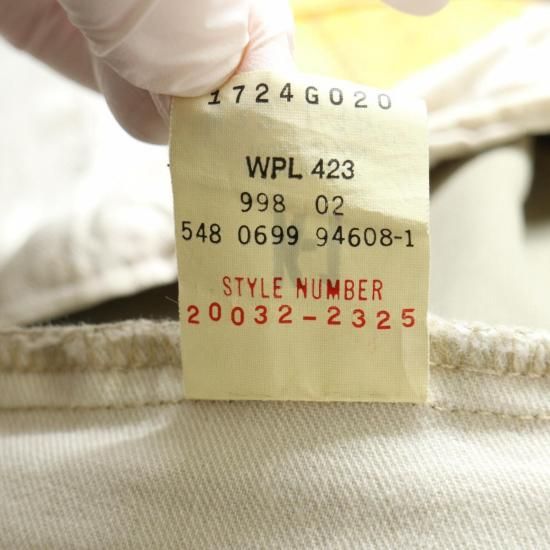 1724G020
WPL 423
998 02
548 0699 94608-1
STYLE NUMBER
20032-2325